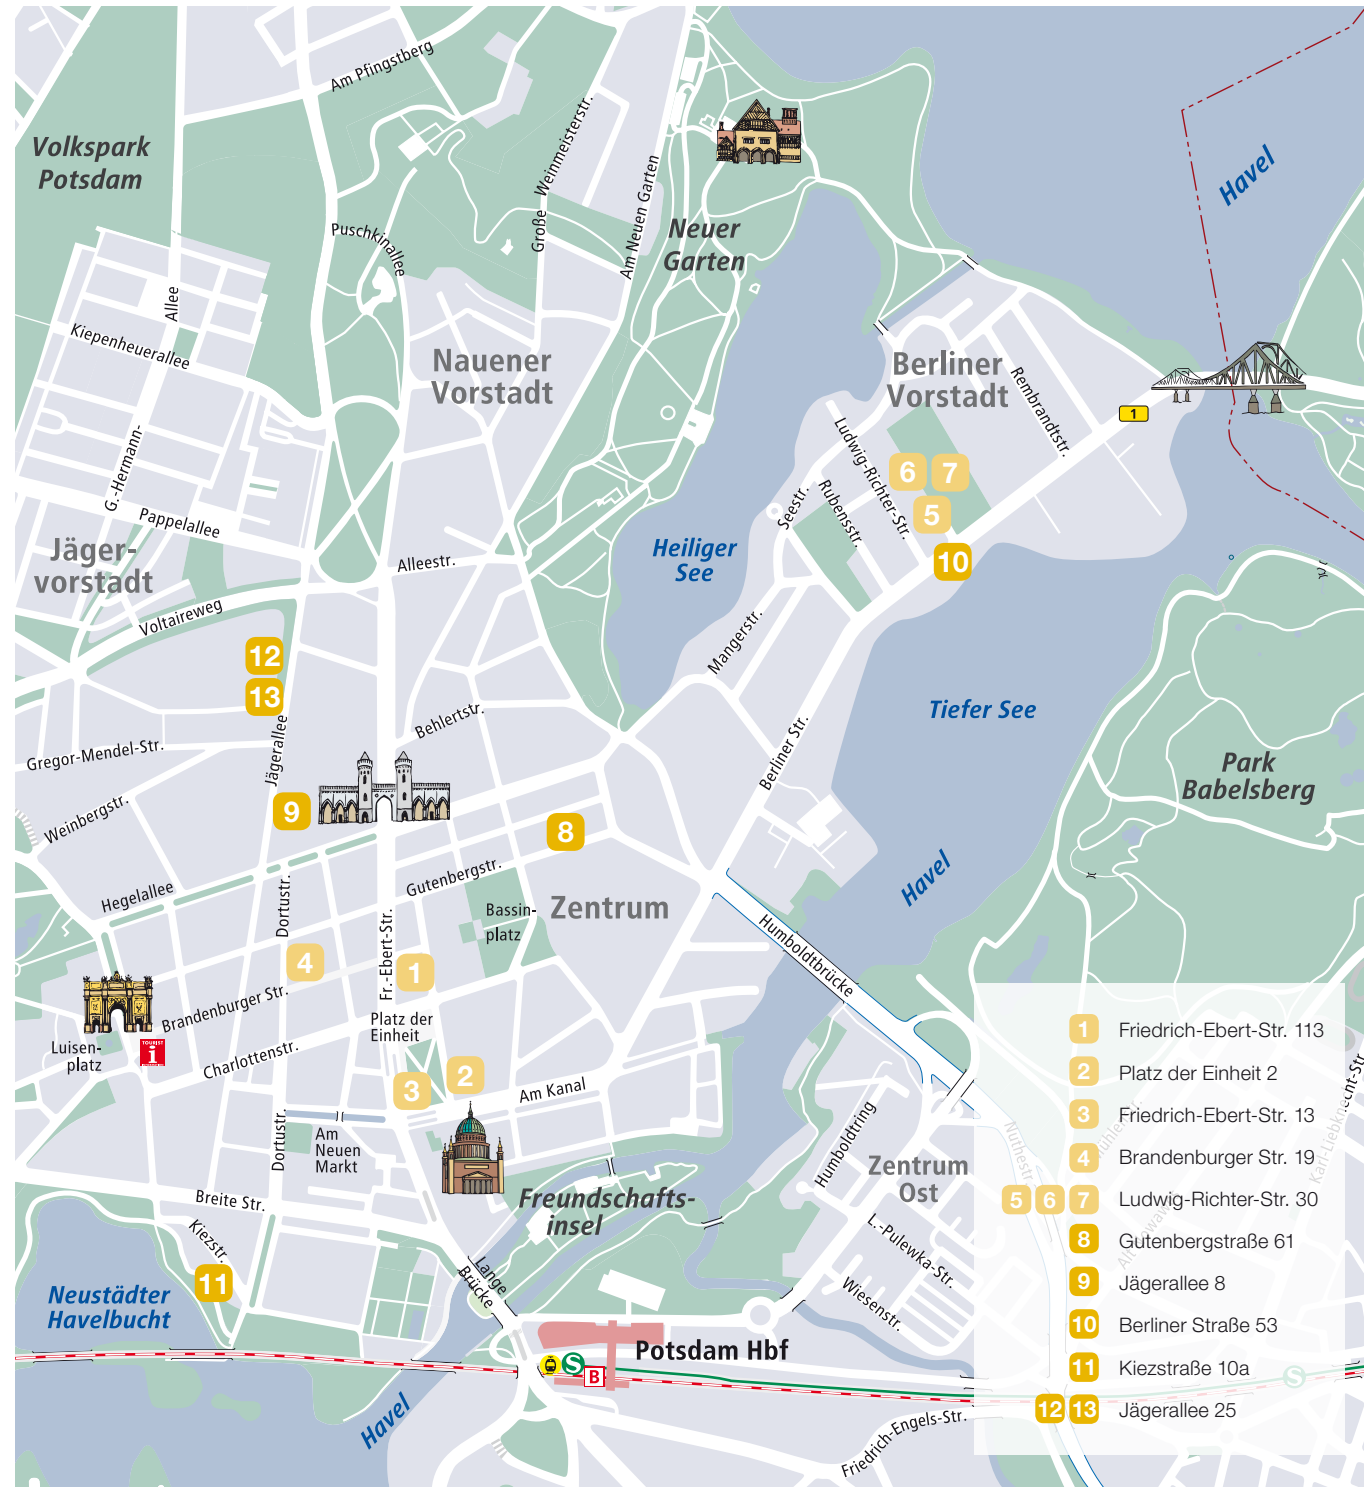 Am Pfingstberg
Volkspark
Potsdam
Große Weinmeisterstr.
Am Neuen Garten
Havel
Puschkinallee
Neuer
Garten
Allee
Kiepenheuerallee
Nauener
Vorstadt
Berliner
Vorstadt
Rembrandtstr.
1
G.-Hermann-
Ludwig-Richter-Str.
6
7
5
10
Seestr.
Rubensstr.
Pappelallee
Jäger-
vorstadt
Alleestr.
Heiliger
See
Voltaireweg
12
13
Mangerstr.
Tiefer See
Behlertstr.
Gregor-Mendel-Str.
Jägerallee
Berliner Str.
Park
Babelsberg
Weinbergstr.
9
8
Gutenbergstr.
Havel
Hegelallee
Dortustr.
Fr.-Ebert-Str.
Bassin-
platz
Zentrum
Humboldtbrücke
4
1
Brandenburger Str.
Platz der
Einheit
Luisen-
platz
TOURIST
i
Charlottenstr.
3
2
Am Kanal
Am
Neuen
Markt
Dortustr.
Humboldtring
Zentrum
Ost
Breite Str.
Freundschafts-
insel
Kiezstr.
11
Lange
Brücke
L.-Pulewka-Str.
Wiesenstr.
Neustädter
Havelbucht
Potsdam Hbf
S
B
Havel
Friedrich-Engels-Str.
Nuthestr.
Karl-Liebknecht-Str.
1 Friedrich-Ebert-Str. 113
2 Platz der Einheit 2
3 Friedrich-Ebert-Str. 13
4 Brandenburger Str. 19
5 6 7 Ludwig-Richter-Str. 30
8 Gutenbergstraße 61
9 Jägerallee 8
10 Berliner Straße 53
11 Kiezstraße 10a
12 13 Jägerallee 25
S